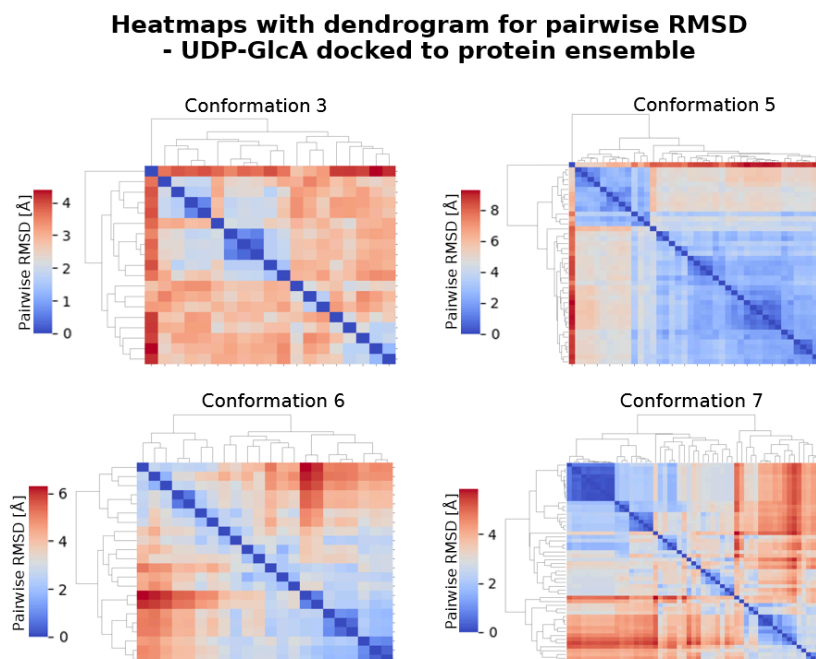 Heatmaps with dendrogram for pairwise RMSD
- UDP-GlcA docked to protein ensemble
Conformation 3
Pairwise RMSD [Å]
4
3
2
1
0
Conformation 5
Pairwise RMSD [Å]
8
6
4
2
0
Conformation 6
Pairwise RMSD [Å]
6
4
2
0
Conformation 7
Pairwise RMSD [Å]
4
2
0